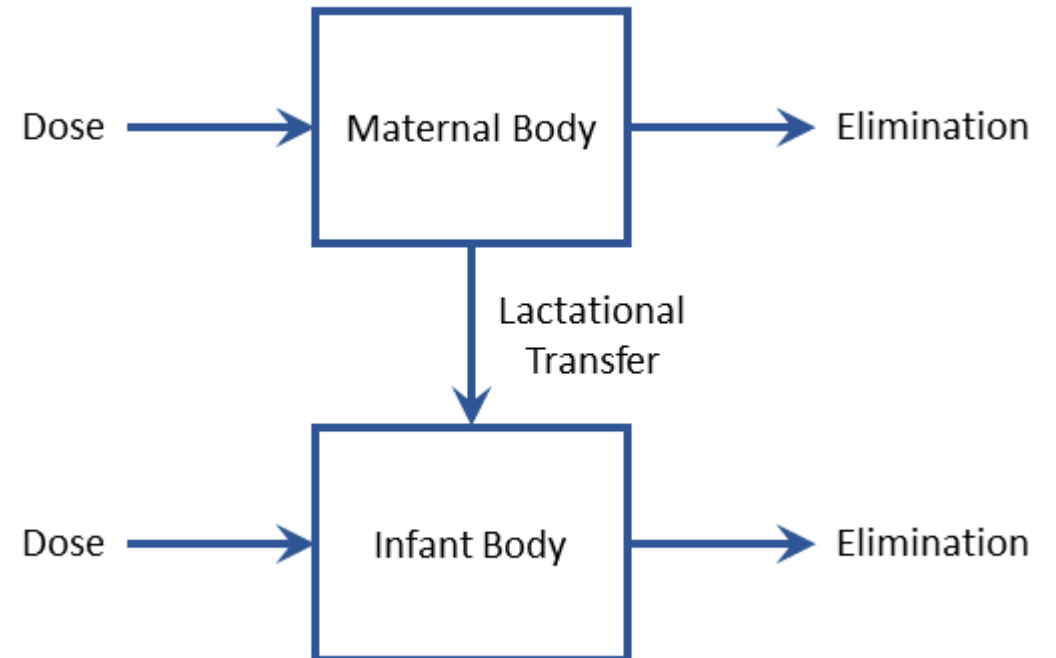 Dose
Maternal Body
Elimination
Lactational
Transfer
Dose
Infant Body
Elimination